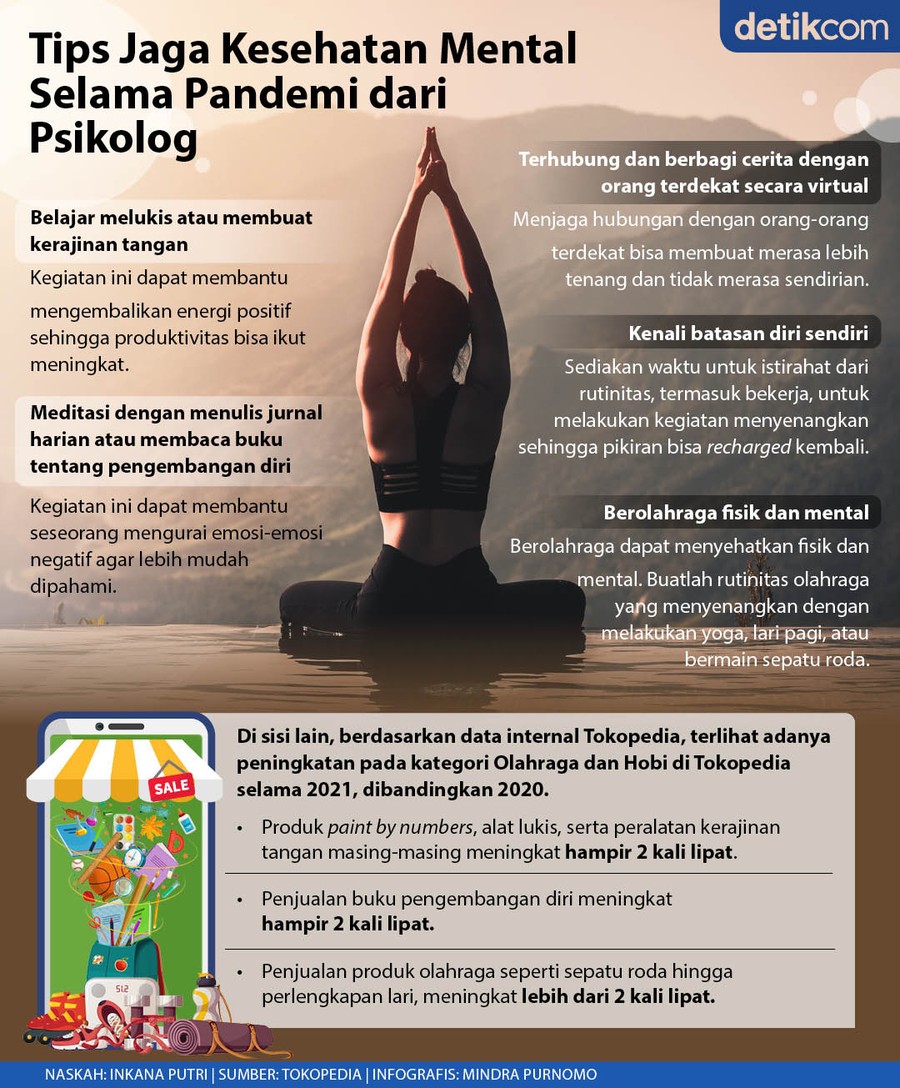 detikcom
Tips Jaga Kesehatan Mental
Selama Pandemi dari
Psikolog
Belajar melukis atau membuat
kerajinan tangan
Kegiatan ini dapat membantu
mengembalikan energi positif
sehingga produktivitas bisa ikut
meningkat.
Meditasi dengan menulis jurnal
harian atau membaca buku
tentang pengembangan diri
Kegiatan ini dapat membantu
seseorang mengurai emosi-emosi
negatif agar lebih mudah
dipahami.
Terhubung dan berbagi cerita dengan
orang terdekat secara virtual
Menjaga hubungan dengan orang-orang
terdekat bisa membuat merasa lebih
tenang dan tidak merasa sendirian.
Kenali batasan diri sendiri
Sediakan waktu untuk istirahat dari
rutinitas, termasuk bekerja, untuk
melakukan kegiatan menyenangkan
sehingga pikiran bisa recharged kembali.
Berolahraga fisik dan mental
Berolahraga dapat menyehatkan fisik dan
mental. Buatlah rutinitas olahraga
yang menyenangkan dengan
melakukan yoga, lari pagi, atau
bermain sepatu roda.
SALE
Di sisi lain, berdasarkan data internal Tokopedia, terlihat adanya
peningkatan pada kategori Olahraga dan Hobi di Tokopedia
selama 2021, dibandingkan 2020.
• Produk paint by numbers, alat lukis, serta peralatan kerajinan
tangan masing-masing meningkat hampir 2 kali lipat.
• Penjualan buku pengembangan diri meningkat
hampir 2 kali lipat.
• Penjualan produk olahraga seperti sepatu roda hingga
perlengkapan lari, meningkat lebih dari 2 kali lipat.
NASKAH: INKANA PUTRI | SUMBER: TOKOPEDIA | INFOGRAFIS: MINDRA PURNOMO